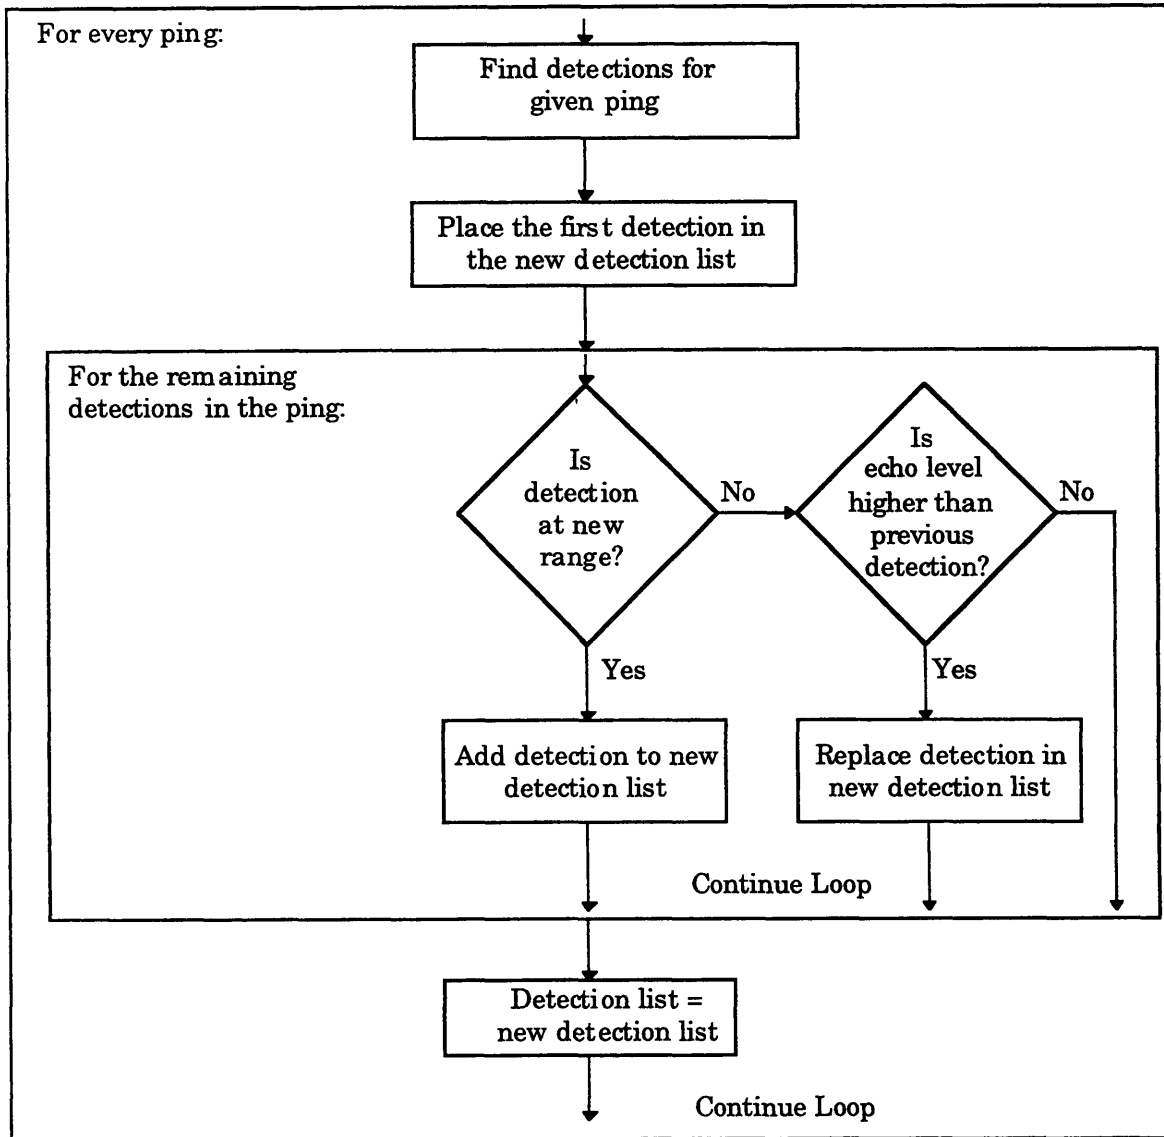 For every ping:
Find detections for
given ping
Place the first detection in
the new detection list
For the remaining
detections in the ping:
Is
detection
at new
range?
No
Is
echo level
higher than
previous
detection?
No
Yes
Yes
Add detection to new
detection list
Replace detection in
new detection list
Continue Loop
Detection list =
new detection list
Continue Loop